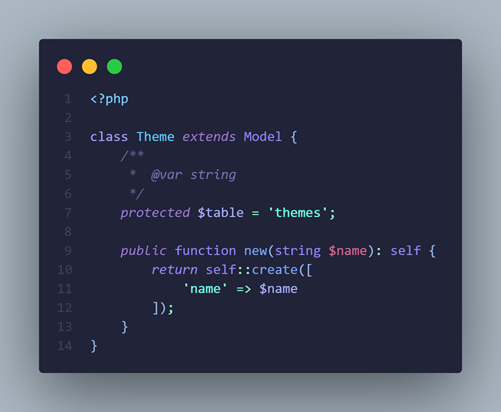 1 <?php
2
3 class Theme extends Model {
4     /**
5      *  @var string
6      */
7     protected $table = 'themes';
8
9     public function new(string $name): self {
10         return self::create([
11             'name' => $name
12         ]);
13     }
14 }